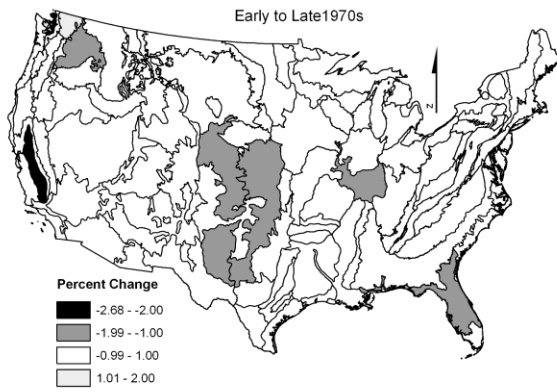 Early to Late1970s
N
Percent Change
-2.68 - -2.00
-1.99 - -1.00
-0.99 - 1.00
1.01 - 2.00